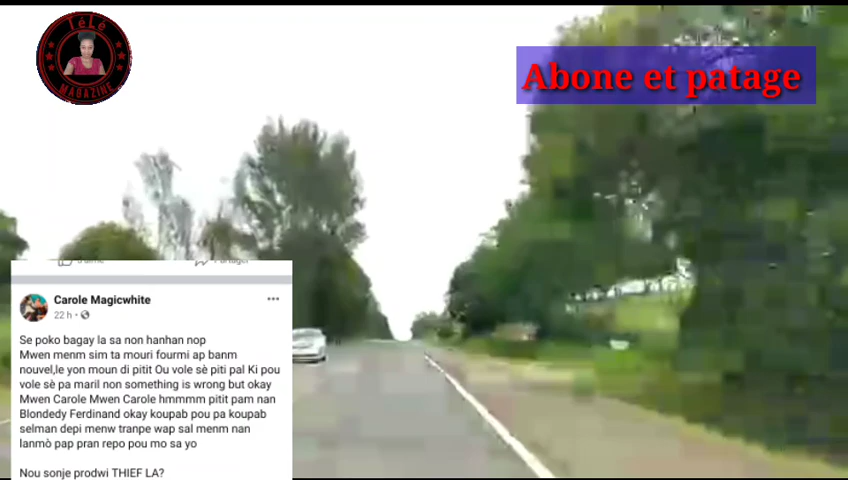 TéLé
MAGAZINE
Abone et patage
J'aime
Partager
Carole Magicwhite
22 h
Se poko bagay la sa non hanhan nop
Mwen menm sim ta mouri fourmi ap banm
nouvel,le yon moun di pitit Ou vole sè piti pal Ki pou
vole sè pa maril non something is wrong but okay
Mwen Carole Mwen Carole hmmmm pitit pam nan
Blondedy Ferdinand okay koupab pou pa koupab
selman depi menw tranpe wap sal menm nan
lanmò pap pran repo pou mo sa yo
Nou sonje prodwi THIEF LA?